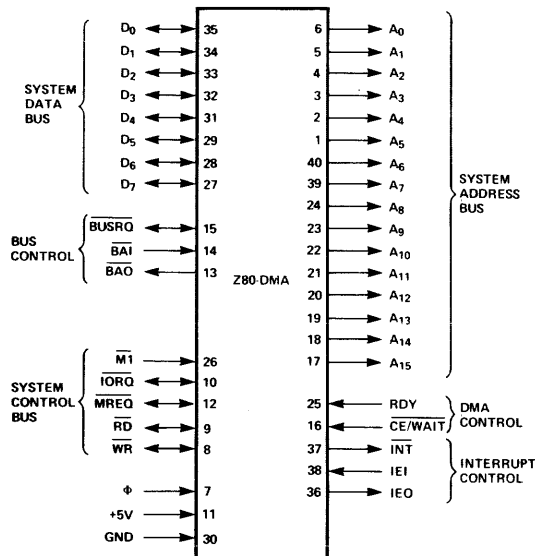 D0 35 6 A0
D1 34 5 A1
D2 33 4 A2
SYSTEM DATA BUS
D3 32 3 A3
D4 31 2 A4
D5 29 1 A5
D6 28 40 A6
D7 27 39 A7
SYSTEM ADDRESS BUS
24 A8
BUSRQ 15 23 A9
BUS CONTROL
BAI 14 22 A10
BAO 13 21 A11
Z80-DMA
20 A12
19 A13
18 A14
M1 26 17 A15
SYSTEM CONTROL BUS
IORQ 10
MREQ 12 25 RDY
RD 9 16 CE/WAIT
DMA CONTROL
WR 8 37 INT
38 IEI
INTERRUPT CONTROL
Φ 7 36 IEO
+5V 11
GND 30